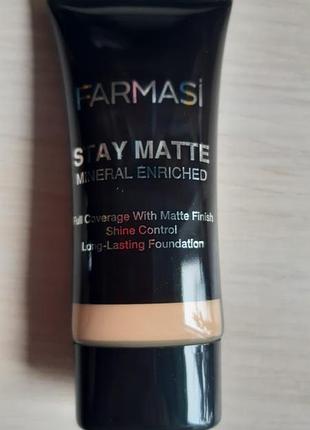 FARMASİ
STAY MATTE
MINERAL ENRICHED
Full Coverage With Matte Finish
Shine Control
Long-Lasting Foundation